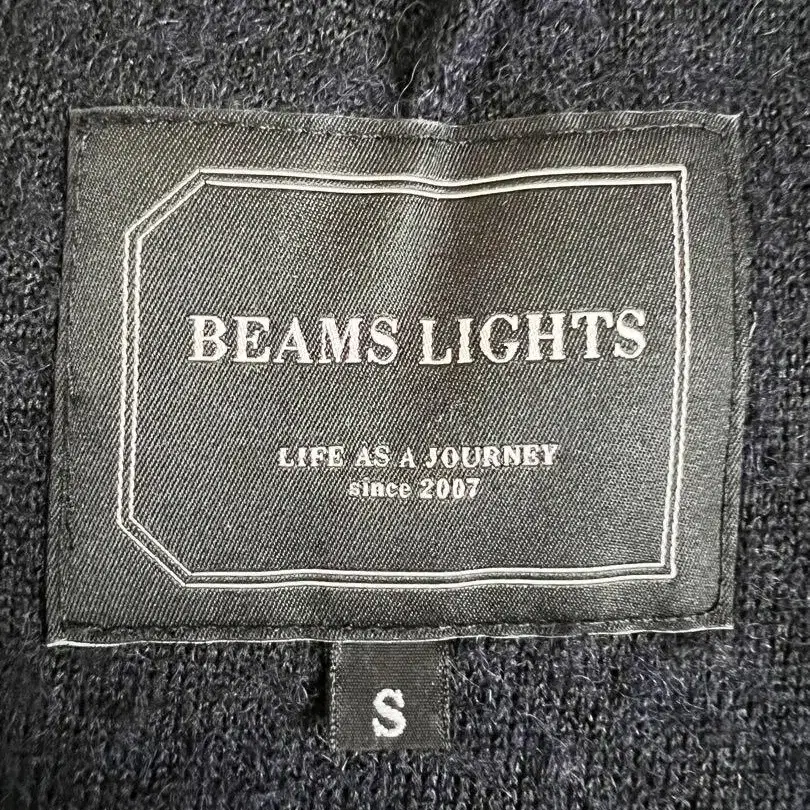 BEAMS LIGHTS
LIFE AS A JOURNEY
since 2007
S